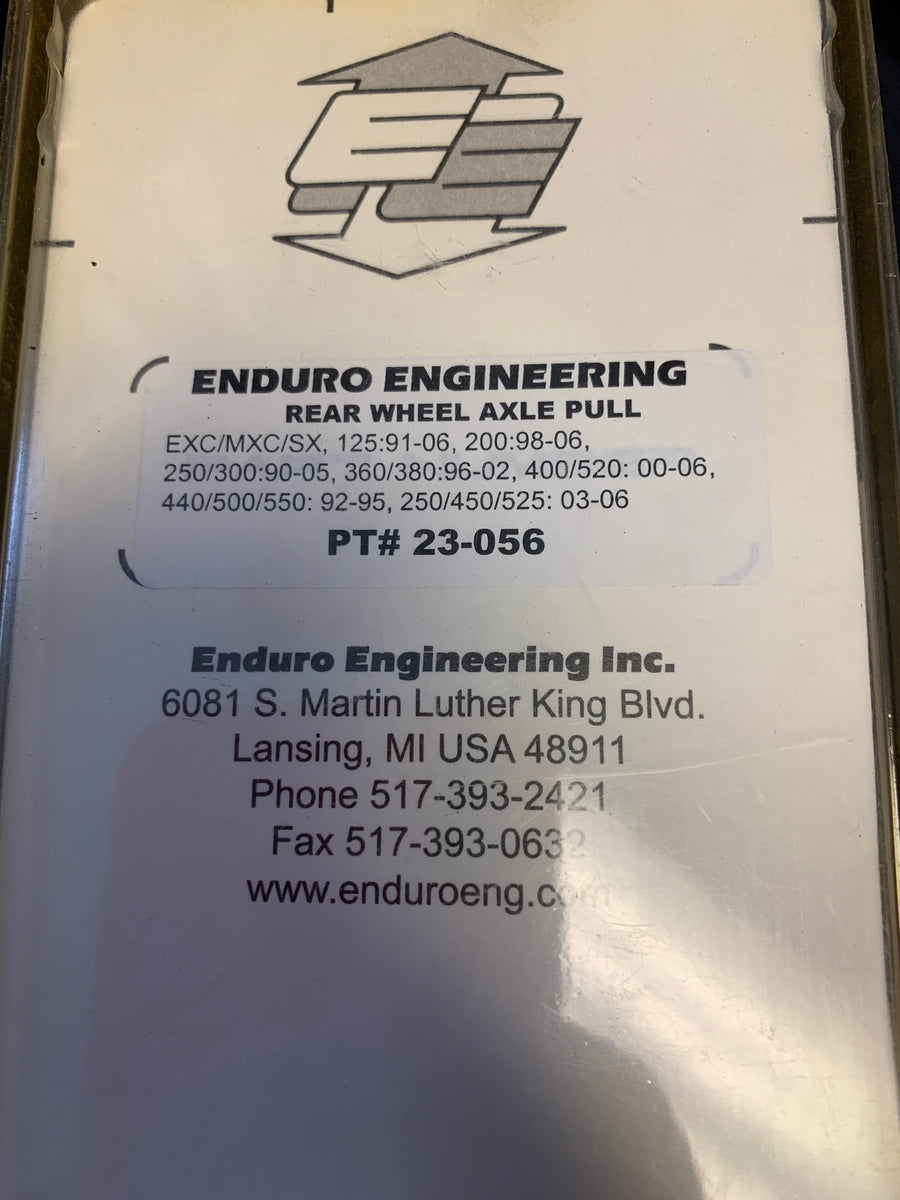 ENDURO ENGINEERING
REAR WHEEL AXLE PULL
EXC/MXC/SX, 125:91-06, 200:98-06,
250/300:90-05, 360/380:96-02, 400/520: 00-06,
440/500/550: 92-95, 250/450/525: 03-06
PT# 23-056
Enduro Engineering Inc.
6081 S. Martin Luther King Blvd.
Lansing, MI USA 48911
Phone 517-393-2421
Fax 517-393-0632
www.enduroeng.com